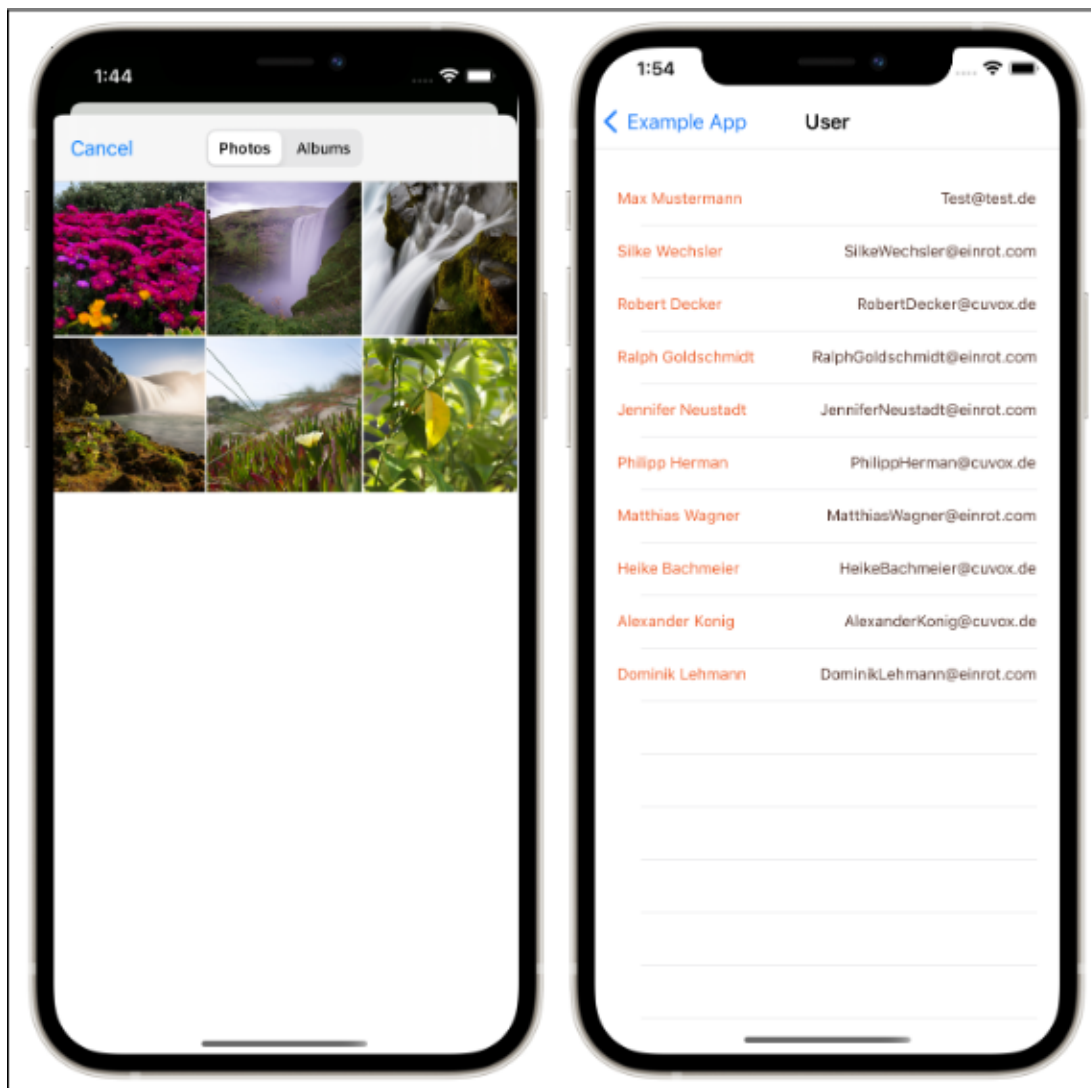 1:44
Cancel
Photos Albums
1:54
Example App User
Max Mustermann Test@test.de
Silke Wechsler SilkeWechsler@einrot.com
Robert Decker RobertDecker@cuvox.de
Ralph Goldschmidt RalphGoldschmidt@einrot.com
Jennifer Neustadt JenniferNeustadt@einrot.com
Philipp Herman PhilippHerman@cuvox.de
Matthias Wagner MatthiasWagner@einrot.com
Heike Bachmeier HeikeBachmeier@cuvox.de
Alexander Konig AlexanderKonig@cuvox.de
Dominik Lehmann DominikLehmann@einrot.com